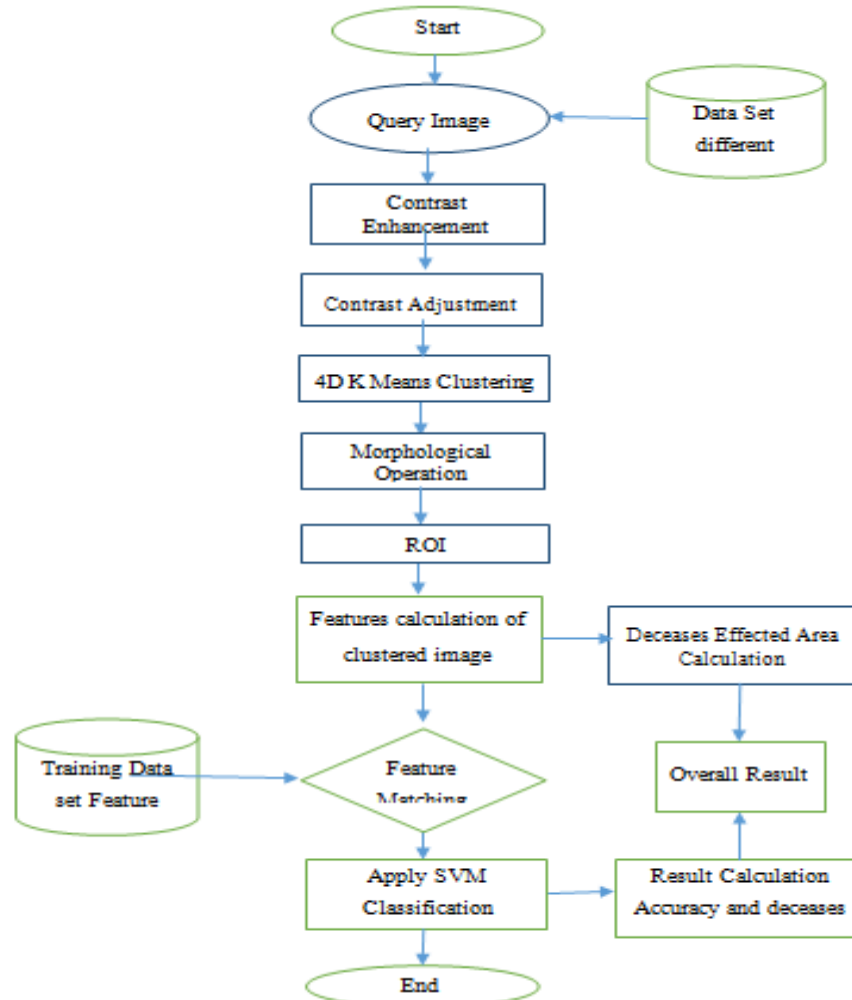 Start
Query Image
Data Set
different
Contrast
Enhancement
Contrast Adjustment
4D K Means Clustering
Morphological
Operation
ROI
Features calculation of
clustered image
Deceases Effected Area
Calculation
Training Data
set Feature
Feature
Matching
Overall Result
Apply SVM
Classification
Result Calculation
Accuracy and deceases
End